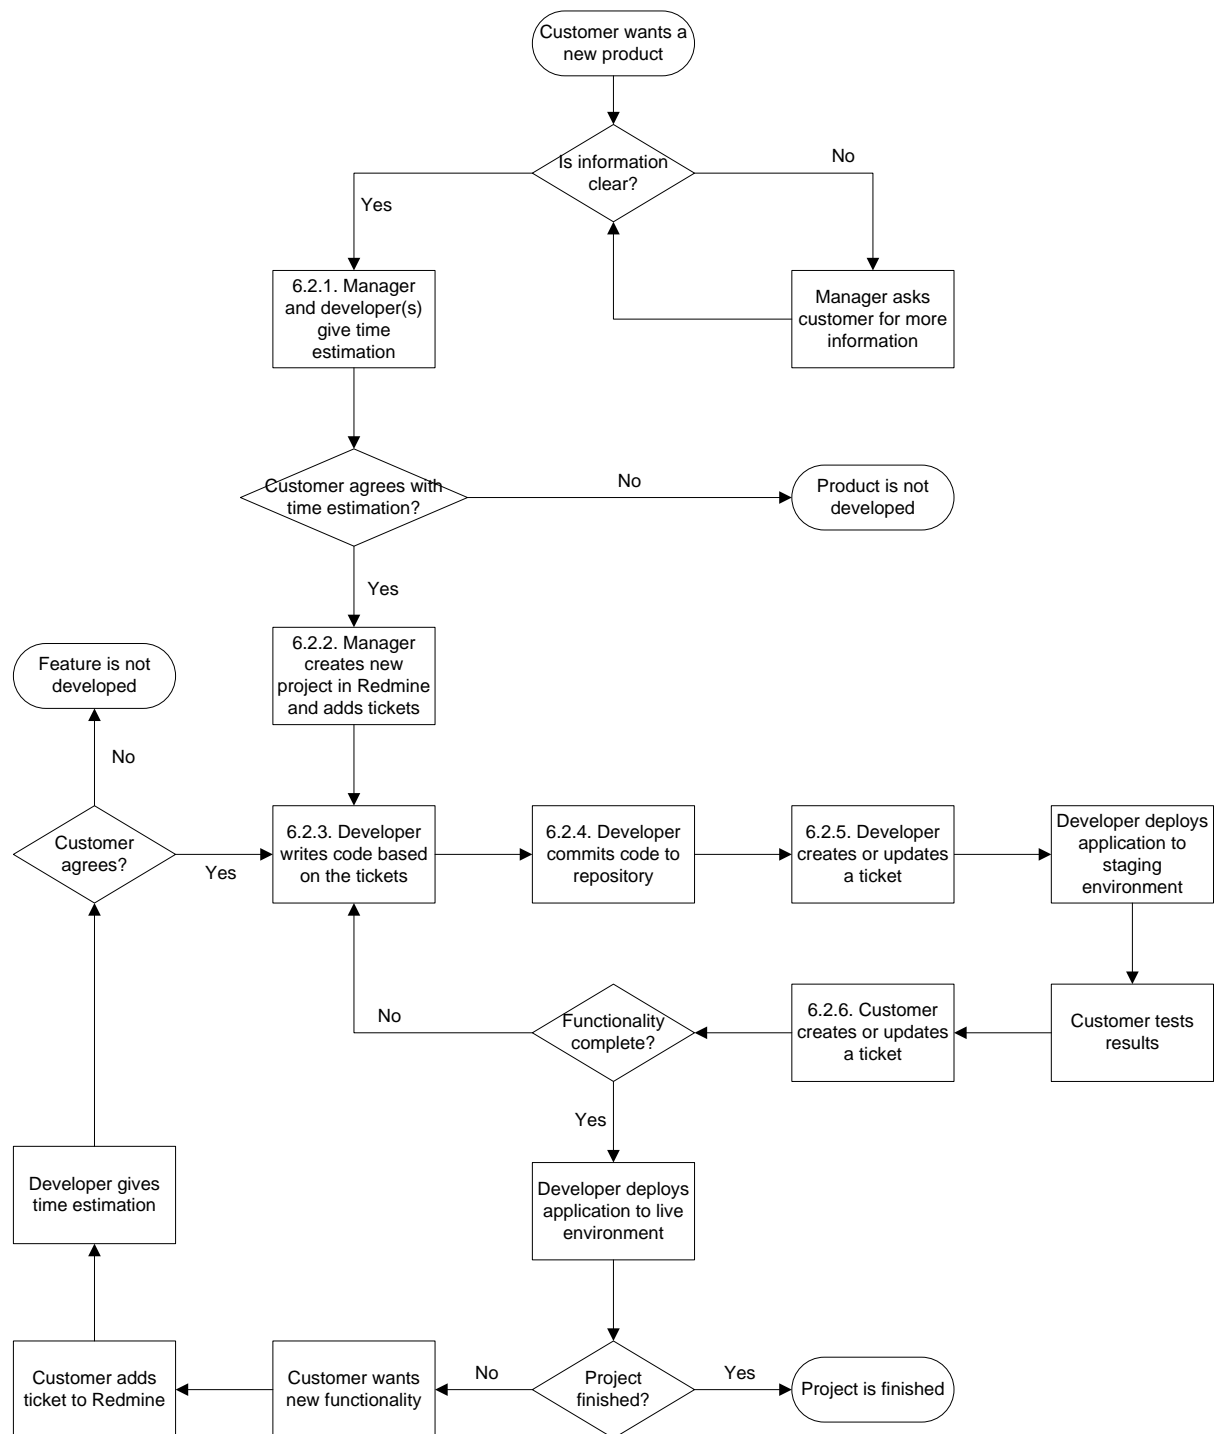 Customer wants a
new product
Is information
clear?
No
Yes
6.2.1. Manager
and developer(s)
give time
estimation
Manager asks
customer for more
information
Customer agrees with
time estimation?
No
Product is not
developed
Yes
6.2.2. Manager
creates new
project in Redmine
and adds tickets
Feature is not
developed
No
Customer
agrees?
Yes
6.2.3. Developer
writes code based
on the tickets
6.2.4. Developer
commits code to
repository
6.2.5. Developer
creates or updates
a ticket
Developer deploys
application to
staging
environment
No
Functionality
complete?
6.2.6. Customer
creates or updates
a ticket
Customer tests
results
Yes
Developer gives
time estimation
Developer deploys
application to live
environment
Customer adds
ticket to Redmine
Customer wants
new functionality
No
Project
finished?
Yes
Project is finished